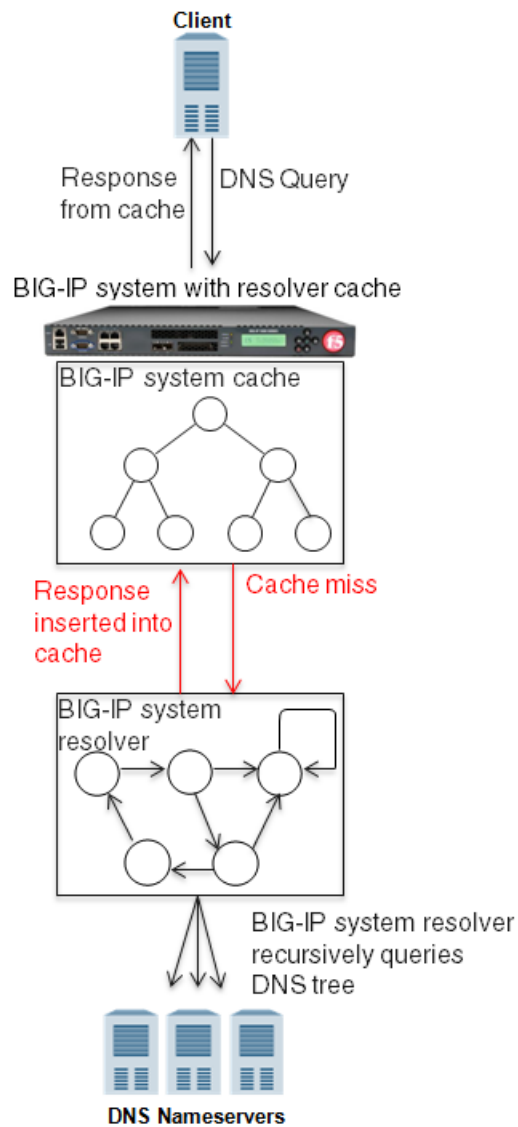 Client
Response
from cache
DNS Query
BIG-IP system with resolver cache
f5
BIG-IP system cache
Response
inserted into
cache
Cache miss
BIG-IP system
resolver
BIG-IP system resolver
recursively queries
DNS tree
DNS Nameservers